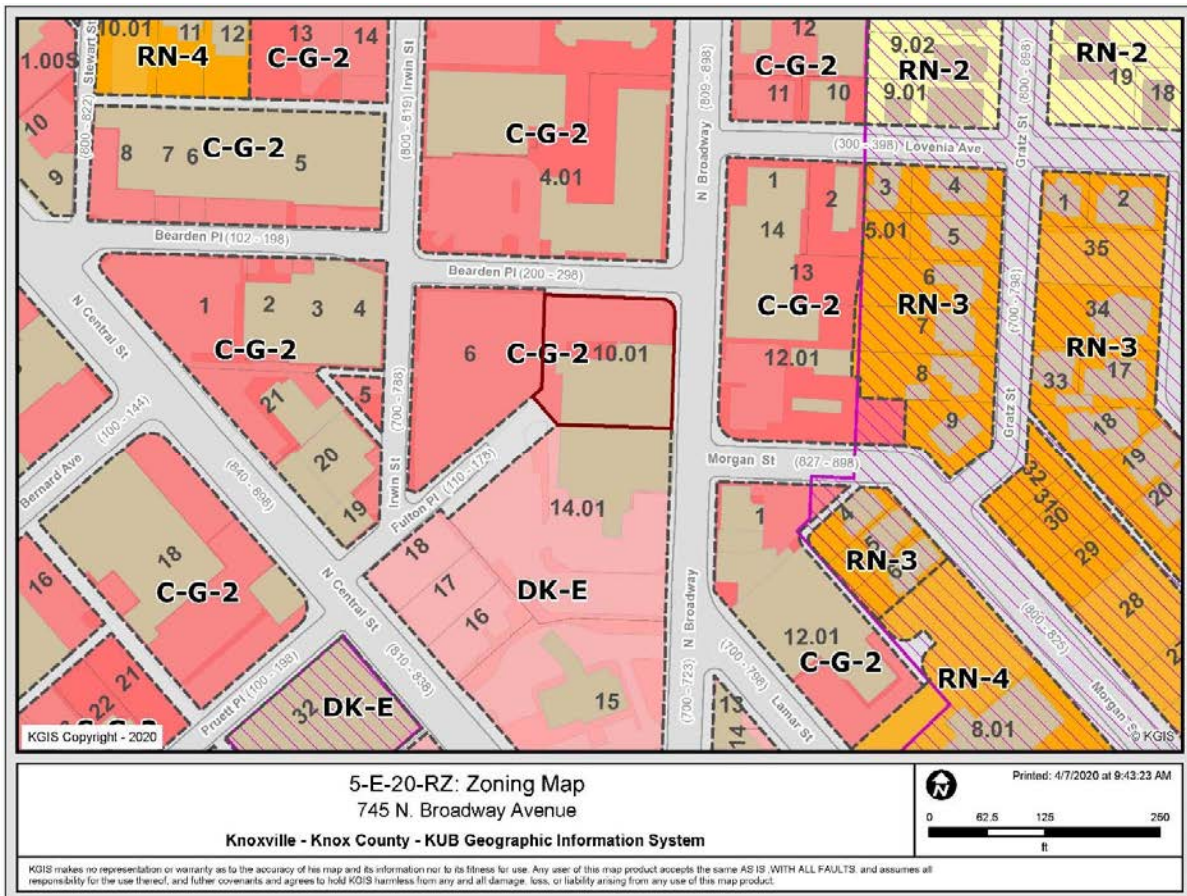 10.01
11
12
RN-4
13
14
C-G-2
(800 - 819) Irwin St
C-G-2
4.01
N Broadway (809 - 898)
12
C-G-2
11
10
9.02
RN-2
9.01
Gratz St (800 - 898)
RN-2
19
18
1.00S
10
9
(800 - 822) Stewart St
8
7
6
C-G-2
5
(300 - 398) Lovenia Ave
Bearden Pl (102 - 198)
Bearden Pl (200 - 298)
1
2
3
4
C-G-2
21
20
19
5
6
C-G-2
10.01
1
2
14
13
C-G-2
12.01
3
4
5.01
5
6
RN-3
7
8
9
(700 - 798)
Gratz St
1
2
35
34
RN-3
33
17
18
19
20
N Central St
(100 - 144)
Bernard Ave
(840 - 898)
Irwin St (700 - 788)
Fulton Pl (110 - 178)
Morgan St (827 - 898)
14.01
18
17
16
DK-E
15
18
C-G-2
16
N Central St
(810 - 838)
Pruett Pl (100 - 198)
21
22
C-G-2
32
DK-E
(700 - 723) N Broadway
1
4
5
6
RN-3
12.01
C-G-2
(700 - 798)
Lamar St
13
14
RN-4
8.01
32
31
30
29
28
(800 - 825)
Morgan St
KGIS Copyright - 2020
© KGIS
5-E-20-RZ: Zoning Map
745 N. Broadway Avenue
Knoxville - Knox County - KUB Geographic Information System
N
Printed: 4/7/2020 at 9:43:23 AM
0 62.5 125 250
ft
KGIS makes no representation or warranty as to the accuracy of his map and its information nor to its fitness for use. Any user of this map product accepts the same AS IS ,WITH ALL FAULTS, and assumes all
responsibility for the use thereof, and futher covenants and agrees to hold KGIS harmless from any and all damage, loss, or liability arising from any use of this map product.